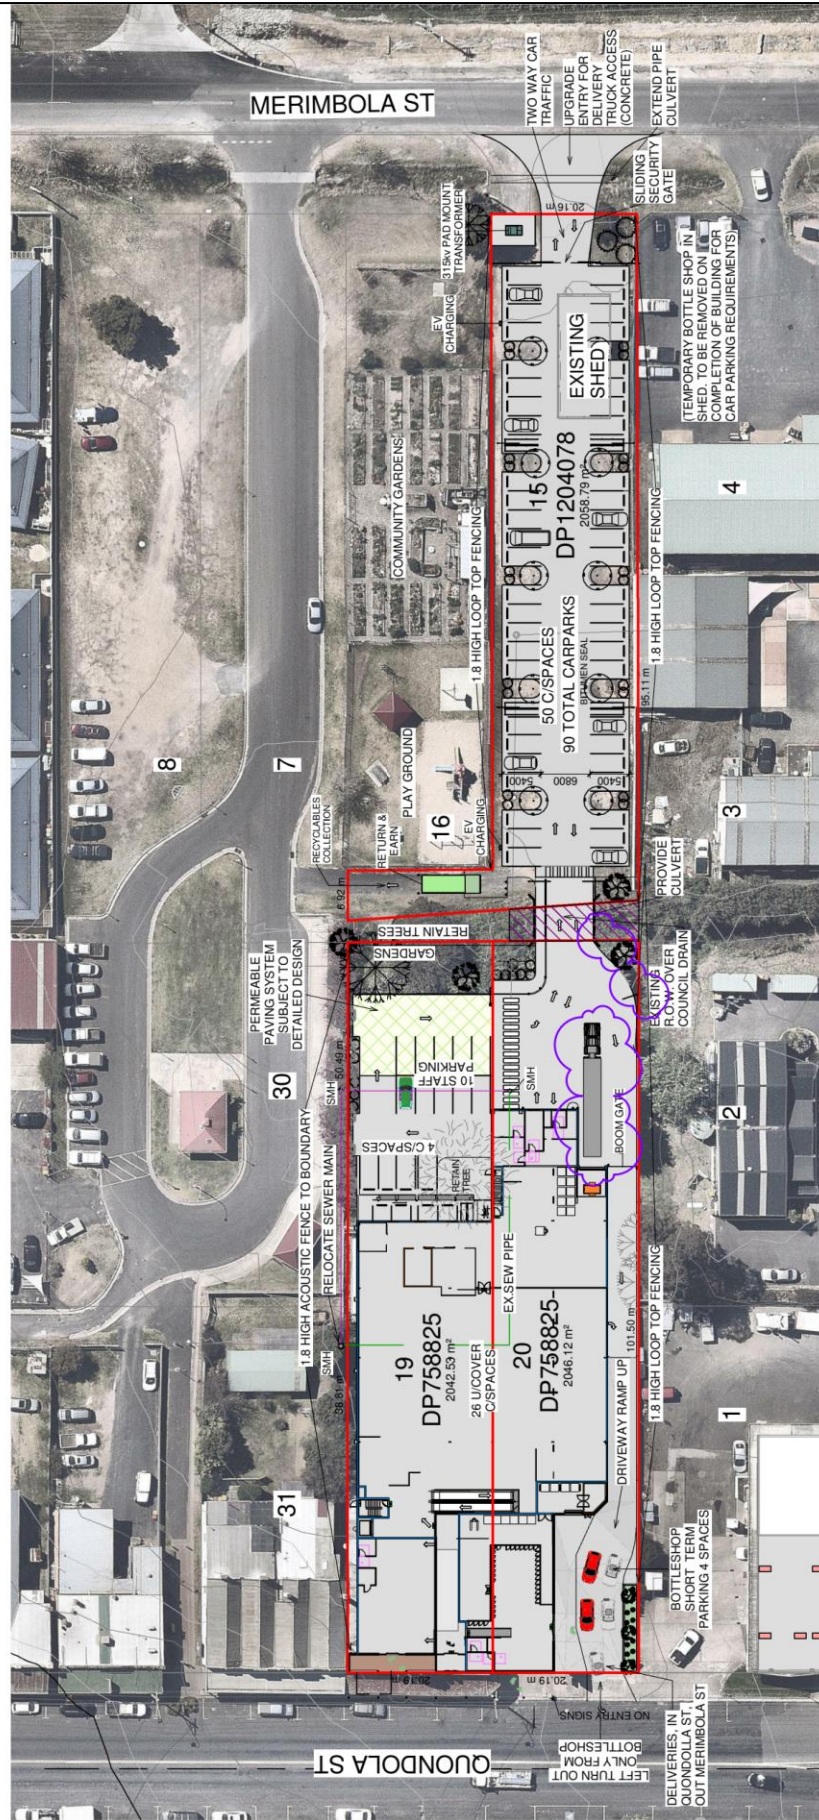 MERIMBOLA ST
TWO WAY CAR
TRAFFIC
UPGRADE
ENTRY FOR
DELIVERY
TRUCK ACCESS
(CONCRETE)
EXTEND PIPE
CULVERT
SLIDING
SECURITY
GATE
20.16 m
315kv PAD MOUNT
TRANSFORMER
EV
CHARGING
(TEMPORARY BOTTLE SHOP IN
SHED. TO BE REMOVED ON
COMPLETION OF BUILDING FOR
CAR PARKING REQUIREMENTS)
EXISTING
SHED
COMMUNITY GARDENS
15
DP1204078
2058.79 m²
4
1.8 HIGH LOOP TOP FENCING
1.8 HIGH LOOP TOP FENCING
50 C/SPACES
90 TOTAL CARPARKS
BITUMEN SEAL
95.11 m
5400
6800
5400
8
7
PLAY GROUND
16
EV
CHARGING
3
RECYCLABLES
COLLECTION
RETURN &
EARN
6.92 m
PROVIDE
CULVERT
RETAIN TREES
GARDENS
EXISTING
R.O.W. OVER
COUNCIL DRAIN
PERMEABLE
PAVING SYSTEM
SUBJECT TO
DETAILED DESIGN
30
SMH
50.49 m
10 STAFF
PARKING
SMH
BOOM GATE
2
4 C/SPACES
RETAIN
TREE
1.8 HIGH ACOUSTIC FENCE TO BOUNDARY
RELOCATE SEWER MAIN
SMH
38.81 m
EX.SEW PIPE
19
DP758825
2042.53 m²
26 U/COVER
C/SPACES
20
DP758825
2046.12 m²
101.50 m
DRIVEWAY RAMP UP
1.8 HIGH LOOP TOP FENCING
1
31
BOTTLESHOP
SHORT TERM
PARKING 4 SPACES
20.19 m
20.19 m
NO ENTRY SIGNS
LEFT TURN OUT
ONLY FROM
BOTTLESHOP
DELIVERIES, IN
QUONDOLLA ST,
OUT MERIMBOLA ST
QUONDOLA ST